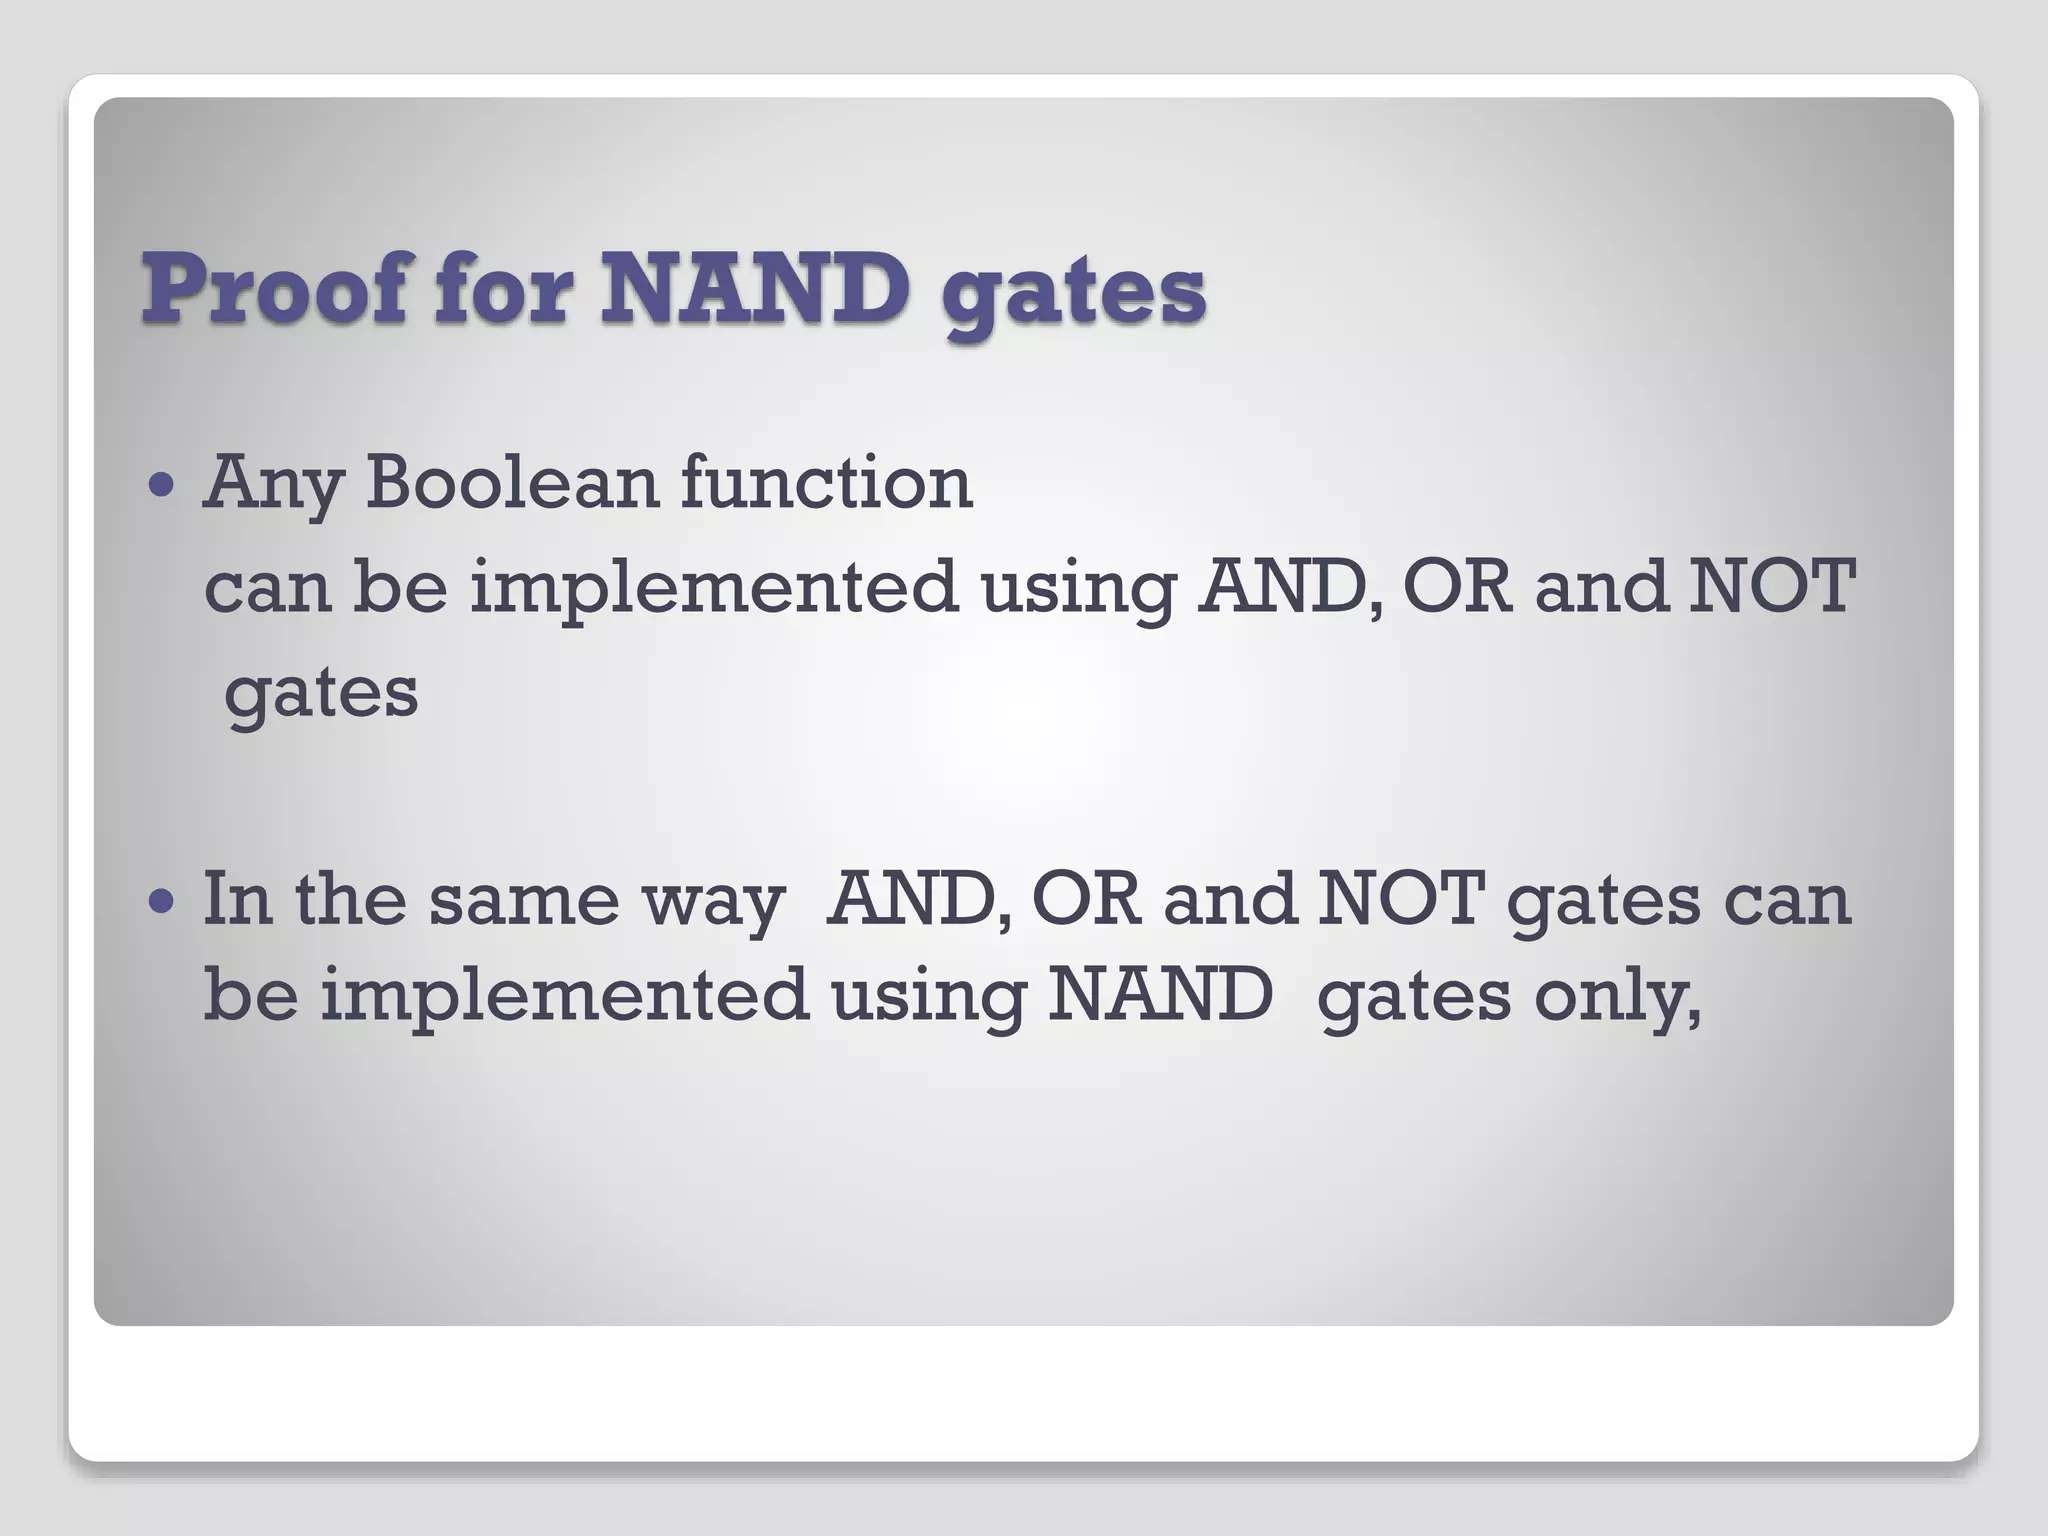 Proof for NAND gates
• Any Boolean function
can be implemented using AND, OR and NOT
gates
• In the same way AND, OR and NOT gates can
be implemented using NAND gates only,